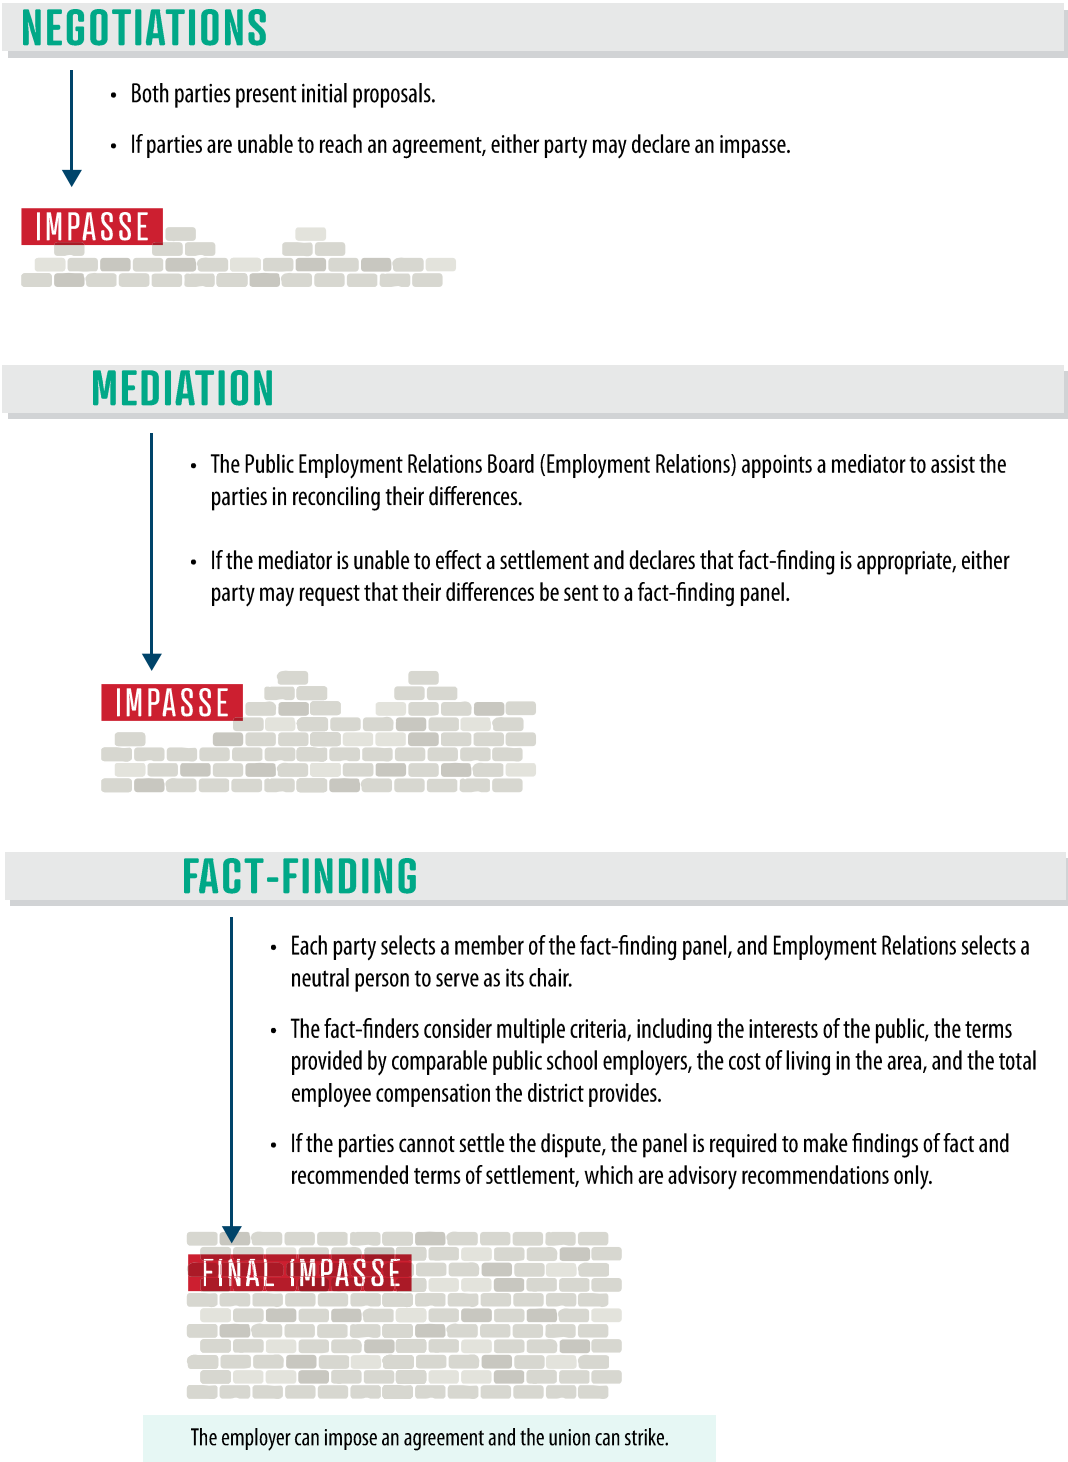 NEGOTIATIONS
• Both parties present initial proposals.
• If parties are unable to reach an agreement, either party may declare an impasse.
IMPASSE
MEDIATION
• The Public Employment Relations Board (Employment Relations) appoints a mediator to assist the
parties in reconciling their differences.
• If the mediator is unable to effect a settlement and declares that fact-finding is appropriate, either
party may request that their differences be sent to a fact-finding panel.
IMPASSE
FACT-FINDING
• Each party selects a member of the fact-finding panel, and Employment Relations selects a
neutral person to serve as its chair.
• The fact-finders consider multiple criteria, including the interests of the public, the terms
provided by comparable public school employers, the cost of living in the area, and the total
employee compensation the district provides.
• If the parties cannot settle the dispute, the panel is required to make findings of fact and
recommended terms of settlement, which are advisory recommendations only.
FINAL IMPASSE
The employer can impose an agreement and the union can strike.